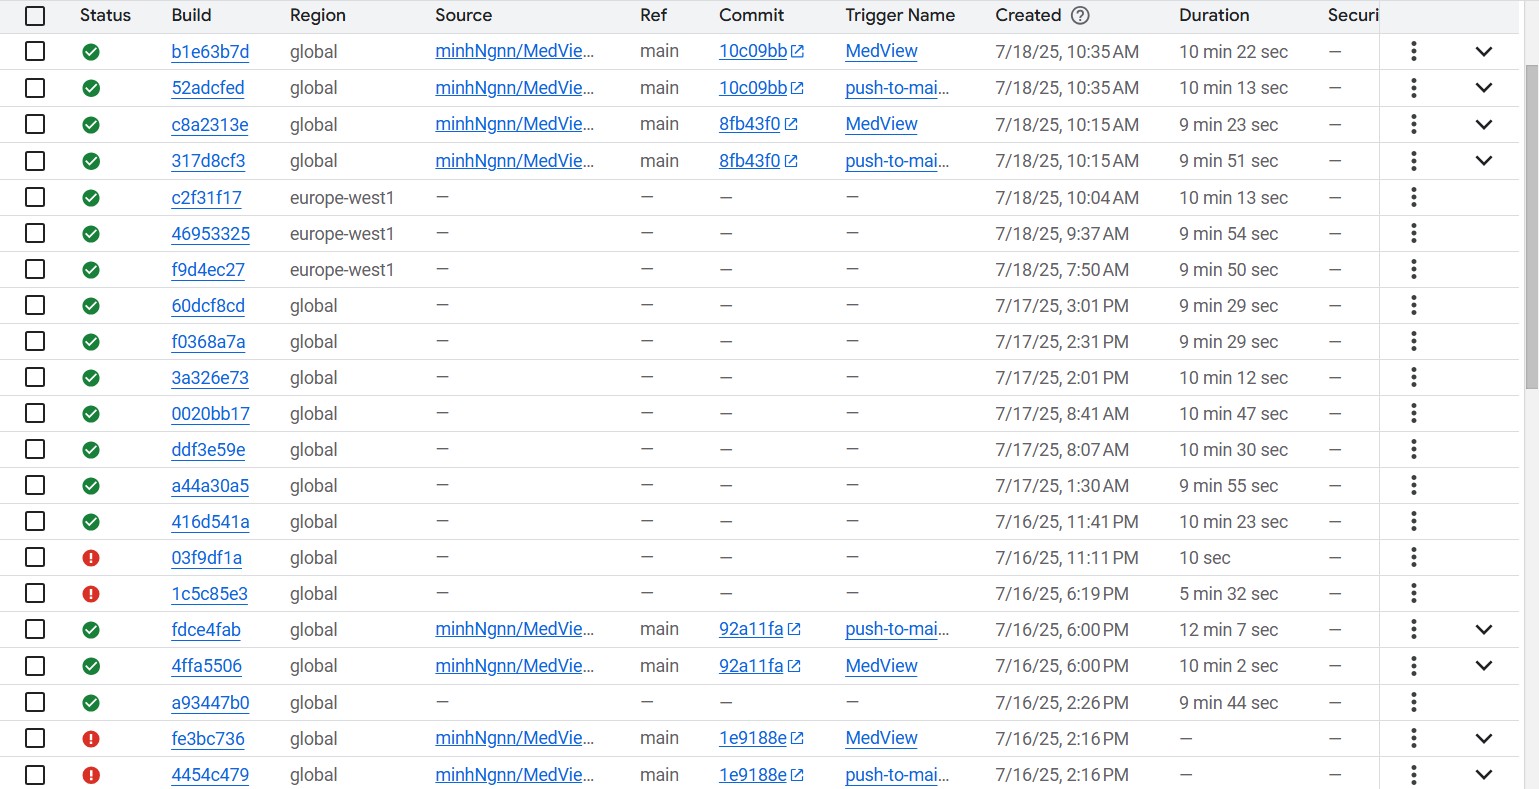 Status Build Region Source Ref Commit Trigger Name Created Duration Securi
b1e63b7d global minhNgnn/MedVie... main 10c09bb MedView 7/18/25, 10:35 AM 10 min 22 sec —
52adcfed global minhNgnn/MedVie... main 10c09bb push-to-mai... 7/18/25, 10:35 AM 10 min 13 sec —
c8a2313e global minhNgnn/MedVie... main 8fb43f0 MedView 7/18/25, 10:15 AM 9 min 23 sec —
317d8cf3 global minhNgnn/MedVie... main 8fb43f0 push-to-mai... 7/18/25, 10:15 AM 9 min 51 sec —
c2f31f17 europe-west1 — — — — 7/18/25, 10:04 AM 10 min 13 sec —
46953325 europe-west1 — — — — 7/18/25, 9:37 AM 9 min 54 sec —
f9d4ec27 europe-west1 — — — — 7/18/25, 7:50 AM 9 min 50 sec —
60dcf8cd global — — — — 7/17/25, 3:01 PM 9 min 29 sec —
f0368a7a global — — — — 7/17/25, 2:31 PM 9 min 29 sec —
3a326e73 global — — — — 7/17/25, 2:01 PM 10 min 12 sec —
0020bb17 global — — — — 7/17/25, 8:41 AM 10 min 47 sec —
ddf3e59e global — — — — 7/17/25, 8:07 AM 10 min 30 sec —
a44a30a5 global — — — — 7/17/25, 1:30 AM 9 min 55 sec —
416d541a global — — — — 7/16/25, 11:41 PM 10 min 23 sec —
03f9df1a global — — — — 7/16/25, 11:11 PM 10 sec —
1c5c85e3 global — — — — 7/16/25, 6:19 PM 5 min 32 sec —
fdce4fab global minhNgnn/MedVie... main 92a11fa push-to-mai... 7/16/25, 6:00 PM 12 min 7 sec —
4ffa5506 global minhNgnn/MedVie... main 92a11fa MedView 7/16/25, 6:00 PM 10 min 2 sec —
a93447b0 global — — — — 7/16/25, 2:26 PM 9 min 44 sec —
fe3bc736 global minhNgnn/MedVie... main 1e9188e MedView 7/16/25, 2:16 PM — —
4454c479 global minhNgnn/MedVie... main 1e9188e push-to-mai... 7/16/25, 2:16 PM — —